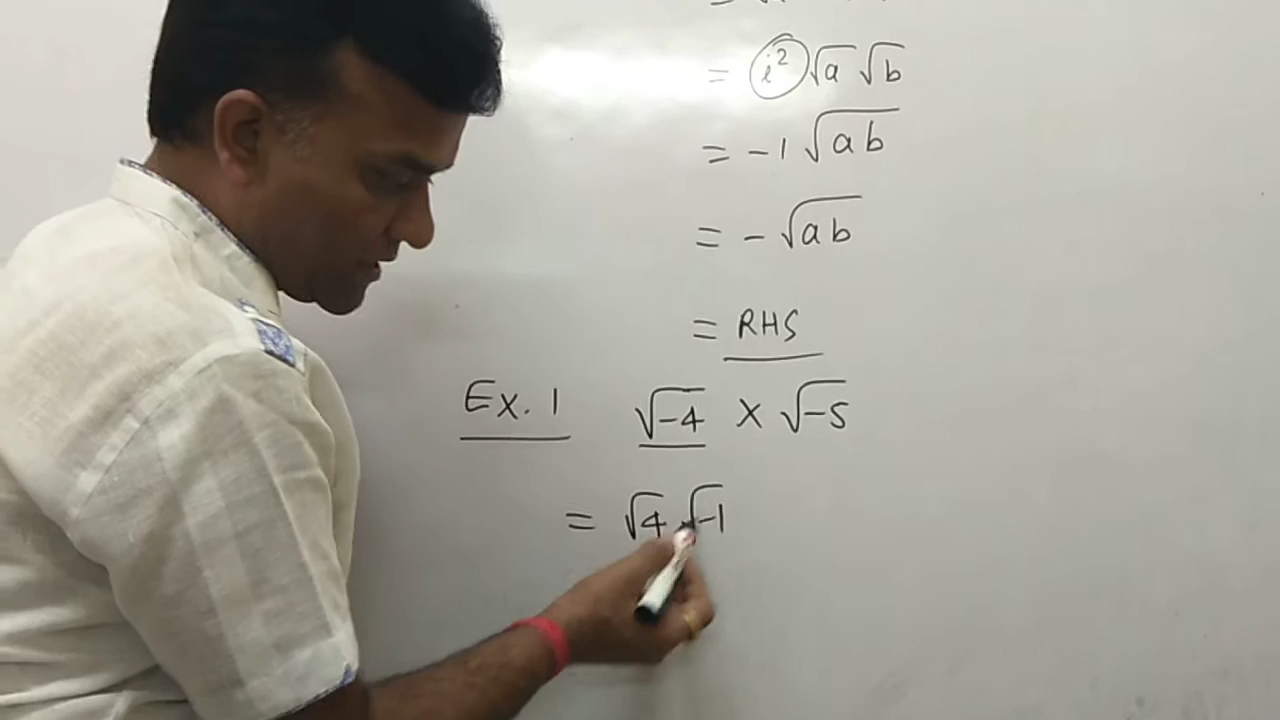 = i² √a √b
= -1 √ab
= - √ab
= RHS
Ex. 1 √-4 × √-5
= √4 √-1